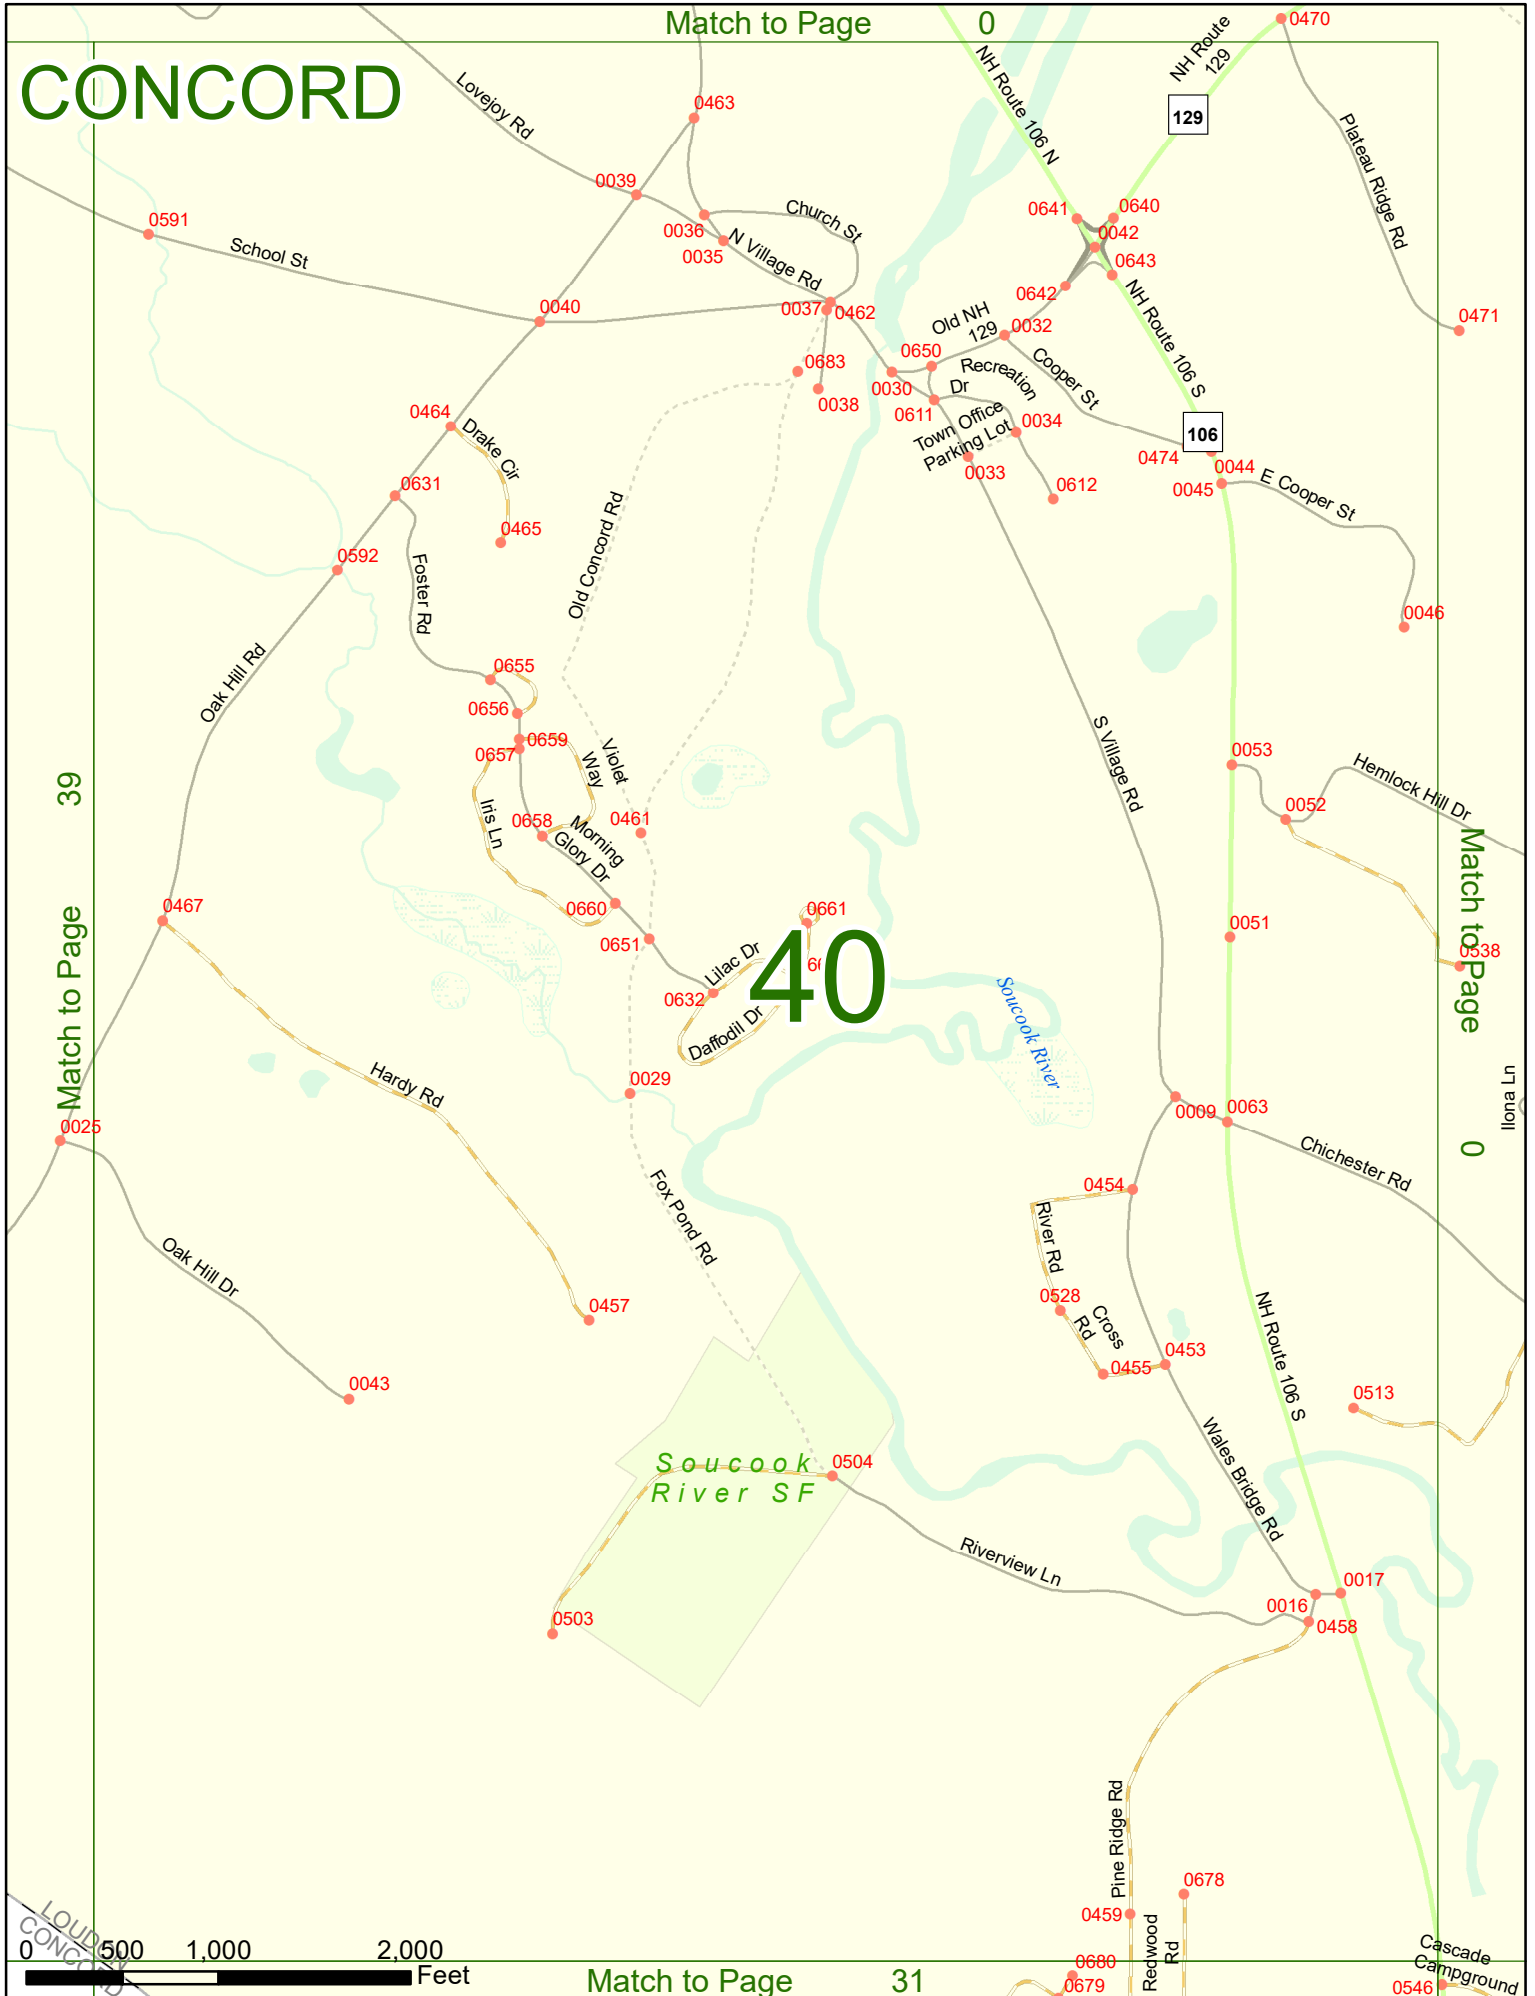 Match to Page 0
CONCORD
0470
NH Route
129
129
Lovejoy Rd
NH Route 106 N
Plateau Ridge Rd
0463
0039
0591
School St
0036
0035
Church St
N Village Rd
0641
0640
0042
0643
0642
NH Route 106 S
0040
0037
0462
Old NH
129
0032
0471
0683
0038
0650
0030
Recreation
Dr
0611
Cooper St
Town Office
Parking Lot
0034
0033
106
0474
0044
0045
E Cooper St
0612
0464
Drake Cir
0631
0465
0592
Foster Rd
Old Concord Rd
0046
Oak Hill Rd
0655
0656
0659
0657
Violet
Way
S Village Rd
0053
Hemlock Hill Dr
0052
39
Match to Page
Iris Ln
0658
Morning
Glory Dr
0461
0467
0660
0651
0661
Lilac Dr
0632
Daffodil Dr
40
0051
0538
Match to Page
0
Soucook River
Ilona Ln
Hardy Rd
0029
0009
0063
Chichester Rd
0025
Oak Hill Dr
Fox Pond Rd
0454
River Rd
0528
Cross
Rd
0455
0453
0457
0043
NH Route 106 S
0513
Soucook
River SF
0504
Wales Bridge Rd
Riverview Ln
0503
0016
0017
0458
Pine Ridge Rd
0678
0459
Redwood
Rd
0680
0679
Cascade
Campground
0546
LOUDON
CONCORD
0 500 1,000 2,000
Feet
Match to Page 31